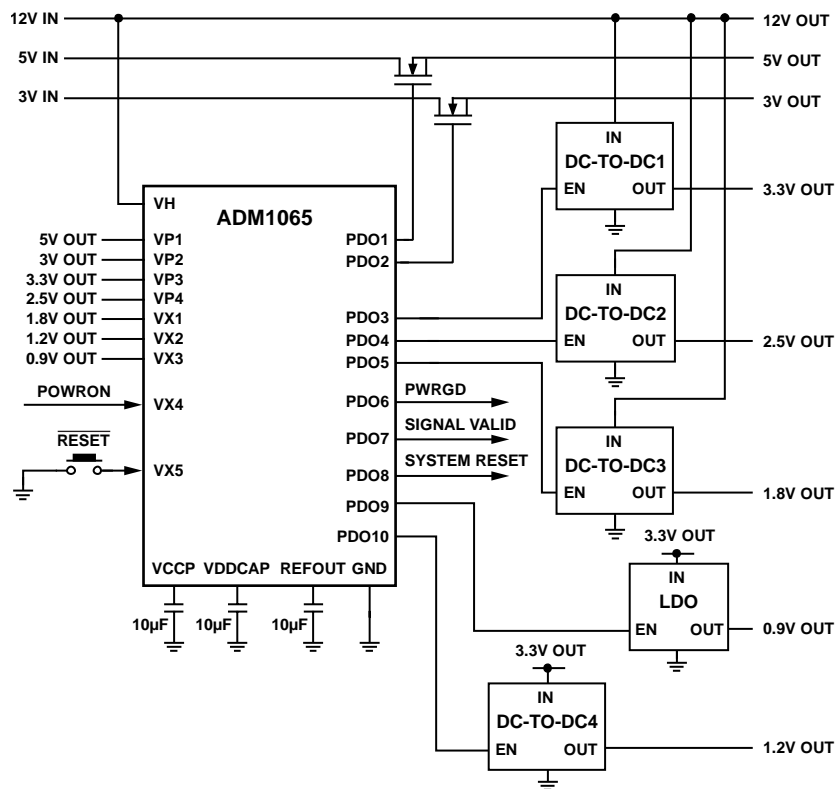 12V IN
12V OUT
5V IN
5V OUT
3V IN
3V OUT
IN
DC-TO-DC1
EN OUT
3.3V OUT
VH
ADM1065
5V OUT VP1
3V OUT VP2
3.3V OUT VP3
2.5V OUT VP4
1.8V OUT VX1
1.2V OUT VX2
0.9V OUT VX3
POWRON
VX4
RESET
VX5
PDO1
PDO2
PDO3
PDO4
PDO5
PDO6
PWRGD
PDO7
SIGNAL VALID
PDO8
SYSTEM RESET
PDO9
PDO10
IN
DC-TO-DC2
EN OUT
2.5V OUT
IN
DC-TO-DC3
EN OUT
1.8V OUT
VCCP VDDCAP REFOUT GND
10µF 10µF 10µF
3.3V OUT
IN
LDO
EN OUT
0.9V OUT
3.3V OUT
IN
DC-TO-DC4
EN OUT
1.2V OUT